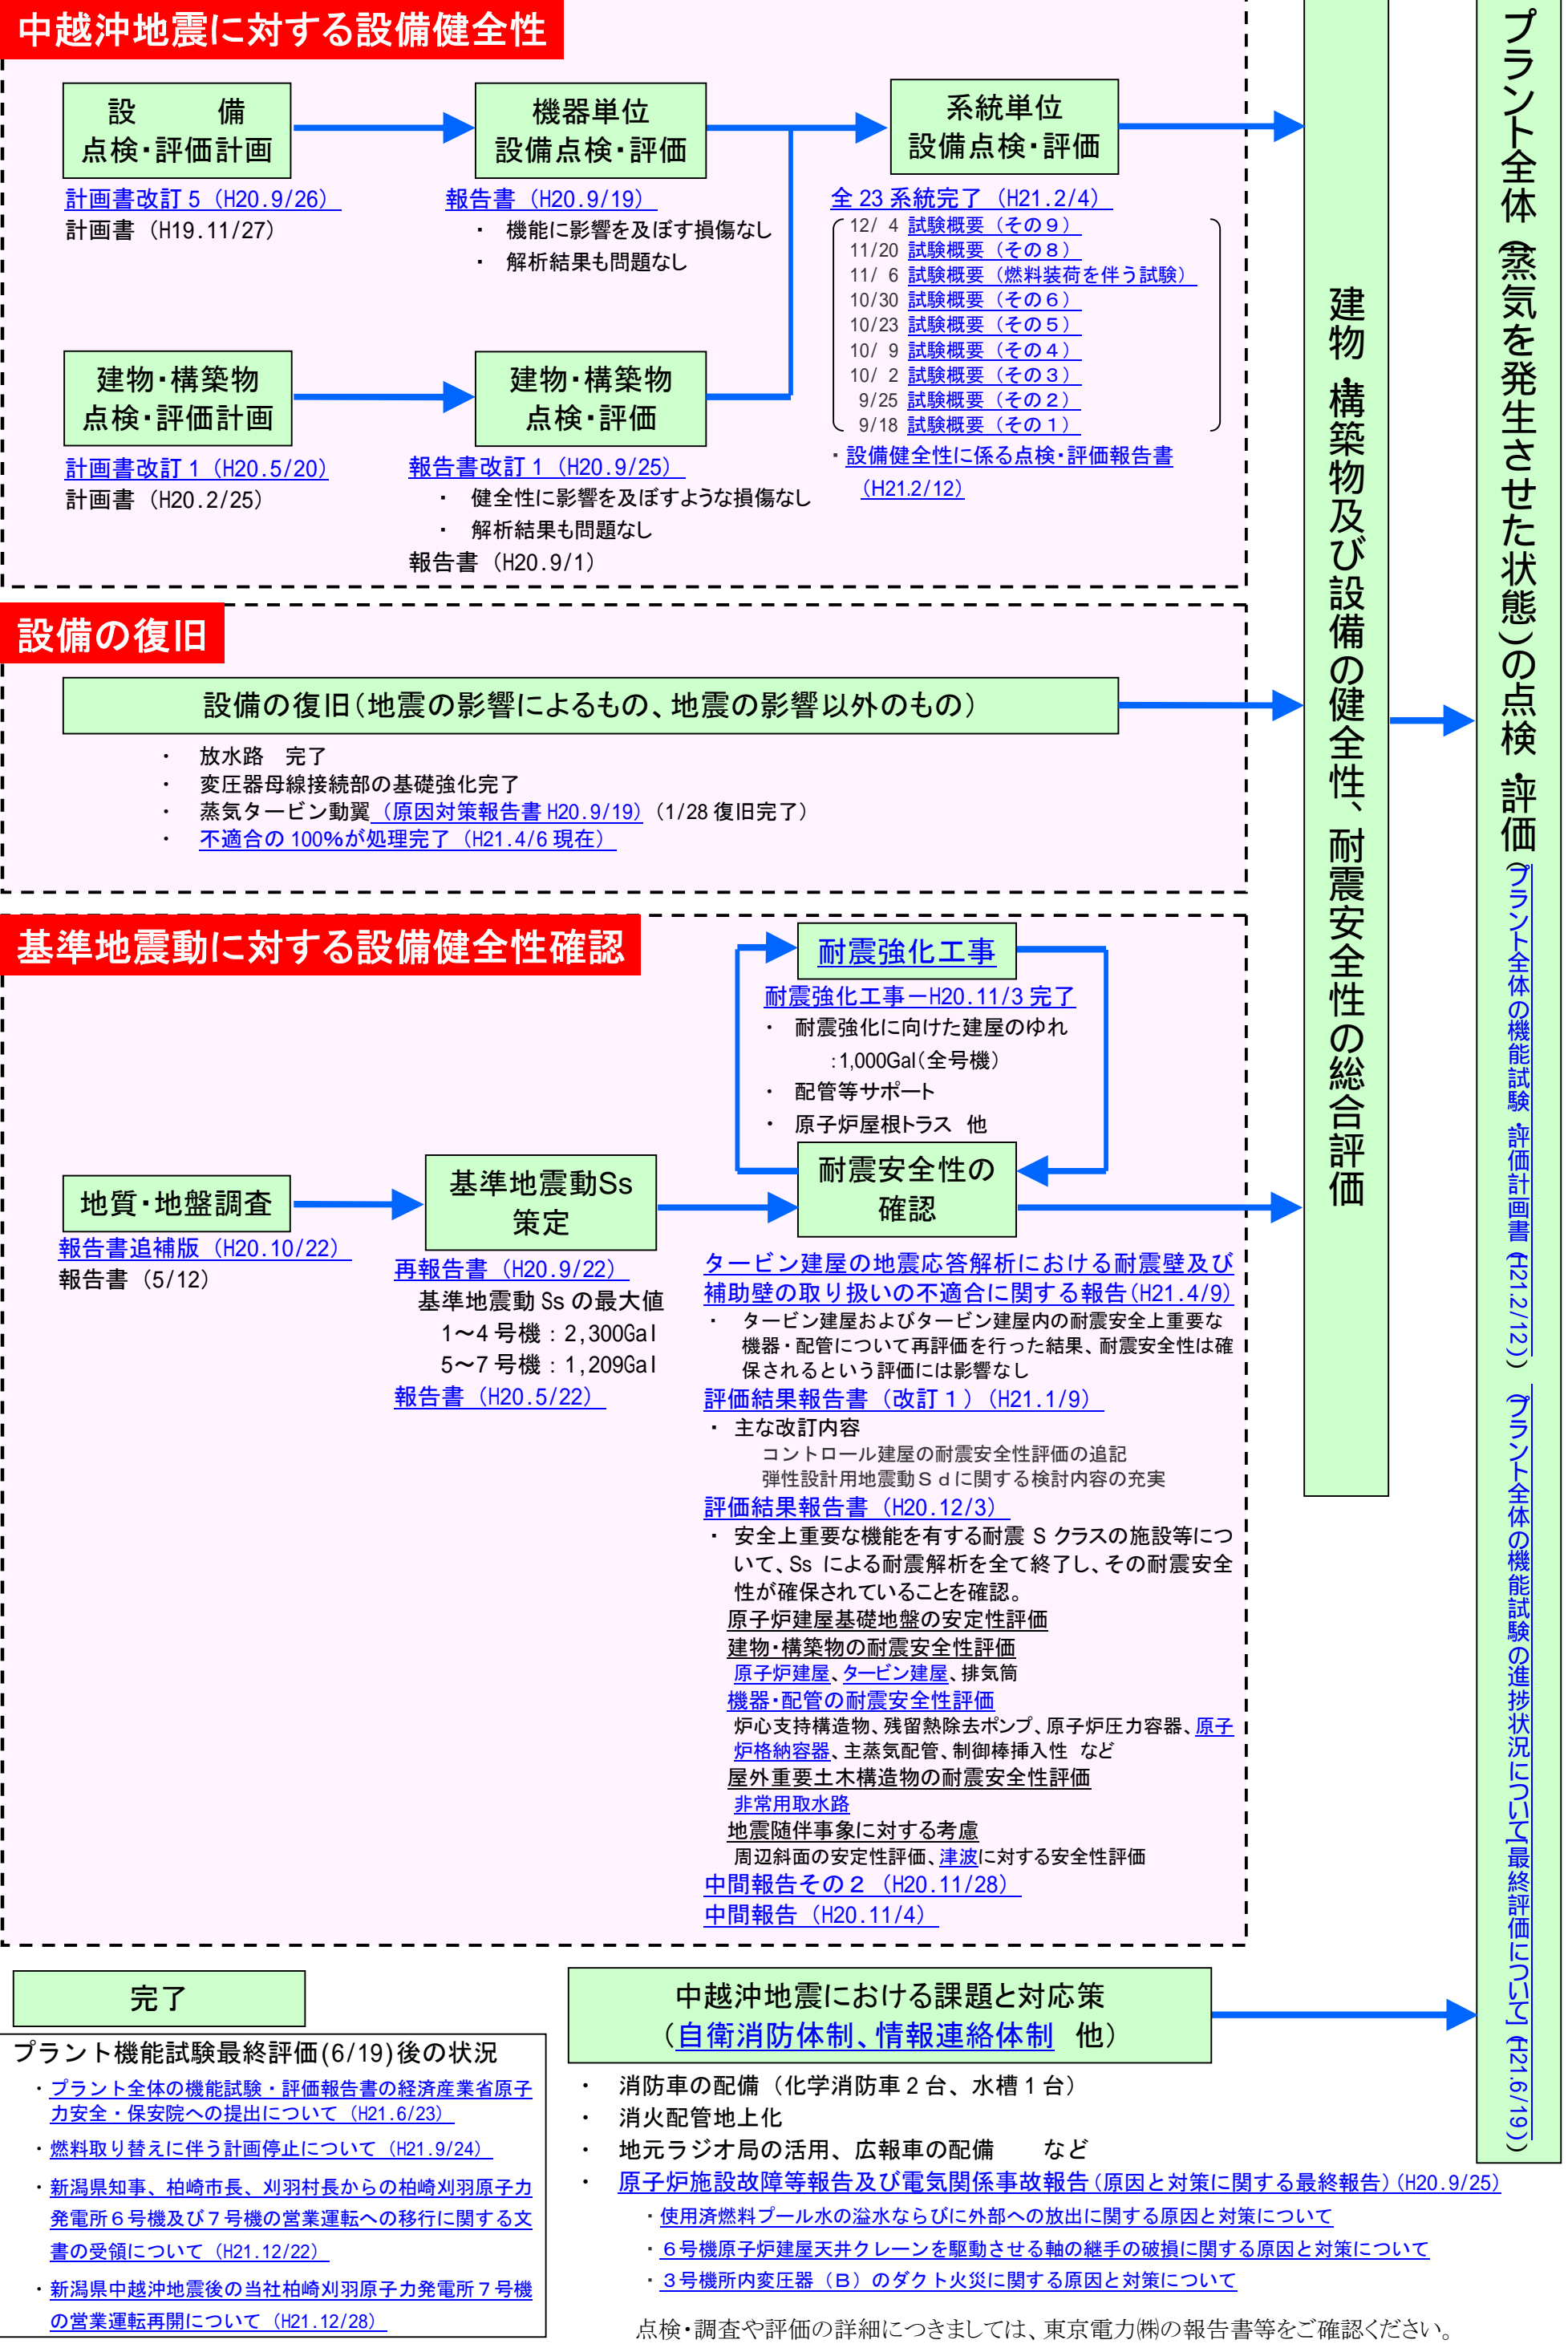 中越沖地震に対する設備健全性
設　　備
点検・評価計画
計画書改訂5（H20.9/26）
計画書（H19.11/27）
機器単位
設備点検・評価
報告書（H20.9/19）
・ 機能に影響を及ぼす損傷なし
・ 解析結果も問題なし
系統単位
設備点検・評価
全23系統完了（H21.2/4）
12/ 4 試験概要（その９）
11/20 試験概要（その８）
11/ 6 試験概要（燃料装荷を伴う試験）
10/30 試験概要（その６）
10/23 試験概要（その５）
10/ 9 試験概要（その４）
10/ 2 試験概要（その３）
9/25 試験概要（その２）
9/18 試験概要（その１）
・設備健全性に係る点検・評価報告書
（H21.2/12）
建物・構築物
点検・評価計画
計画書改訂1（H20.5/20）
計画書（H20.2/25）
建物・構築物
点検・評価
報告書改訂1（H20.9/25）
・ 健全性に影響を及ぼすような損傷なし
・ 解析結果も問題なし
報告書（H20.9/1）
設備の復旧
設備の復旧（地震の影響によるもの、地震の影響以外のもの）
・ 放水路　完了
・ 変圧器母線接続部の基礎強化完了
・ 蒸気タービン動翼（原因対策報告書H20.9/19）（1/28復旧完了）
・ 不適合の100%が処理完了（H21.4/6現在）
基準地震動に対する設備健全性確認
耐震強化工事
耐震強化工事－H20.11/3完了
・ 耐震強化に向けた建屋のゆれ
：1,000Gal（全号機）
・ 配管等サポート
・ 原子炉屋根トラス 他
地質・地盤調査
報告書追補版（H20.10/22）
報告書（5/12）
基準地震動Ss
策定
再報告書（H20.9/22）
基準地震動Ssの最大値
1～4号機：2,300Gal
5～7号機：1,209Gal
報告書（H20.5/22）
耐震安全性の
確認
タービン建屋の地震応答解析における耐震壁及び
補助壁の取り扱いの不適合に関する報告（H21.4/9）
・ タービン建屋およびタービン建屋内の耐震安全上重要な
機器・配管について再評価を行った結果、耐震安全性は確
保されるという評価には影響なし
評価結果報告書（改訂１）（H21.1/9）
・ 主な改訂内容
コントロール建屋の耐震安全性評価の追記
弾性設計用地震動Ｓｄに関する検討内容の充実
評価結果報告書（H20.12/3）
・ 安全上重要な機能を有する耐震Ｓクラスの施設等につ
いて、Ssによる耐震解析を全て終了し、その耐震安全
性が確保されていることを確認。
原子炉建屋基礎地盤の安定性評価
建物・構築物の耐震安全性評価
原子炉建屋、タービン建屋、排気筒
機器・配管の耐震安全性評価
炉心支持構造物、残留熱除去ポンプ、原子炉圧力容器、原子
炉格納容器、主蒸気配管、制御棒挿入性 など
屋外重要土木構造物の耐震安全性評価
非常用取水路
地震随伴事象に対する考慮
周辺斜面の安定性評価、津波に対する安全性評価
中間報告その２（H20.11/28）
中間報告（H20.11/4）
建物・構築物及び設備の健全性、耐震安全性の総合評価
プラント全体（蒸気を発生させた状態）の点検・評価（プラント全体の機能試験・評価計画書（H21.2/12））（プラント全体の機能試験の進捗状況について[最終評価について]（H21.6/19））
完了
プラント機能試験最終評価(6/19)後の状況
・プラント全体の機能試験・評価報告書の経済産業省原子
力安全・保安院への提出について（H21.6/23）
・燃料取り替えに伴う計画停止について（H21.9/24）
・新潟県知事、柏崎市長、刈羽村長からの柏崎刈羽原子力
発電所６号機及び７号機の営業運転への移行に関する文
書の受領について（H21.12/22）
・新潟県中越沖地震後の当社柏崎刈羽原子力発電所７号機
の営業運転再開について（H21.12/28）
中越沖地震における課題と対応策
（自衛消防体制、情報連絡体制　他）
・ 消防車の配備（化学消防車２台、水槽１台）
・ 消火配管地上化
・ 地元ラジオ局の活用、広報車の配備　　など
・ 原子炉施設故障等報告及び電気関係事故報告（原因と対策に関する最終報告）（H20.9/25）
・使用済燃料プール水の溢水ならびに外部への放出に関する原因と対策について
・６号機原子炉建屋天井クレーンを駆動させる軸の継手の破損に関する原因と対策について
・３号機所内変圧器（Ｂ）のダクト火災に関する原因と対策について
点検・調査や評価の詳細につきましては、東京電力㈱の報告書等をご確認ください。